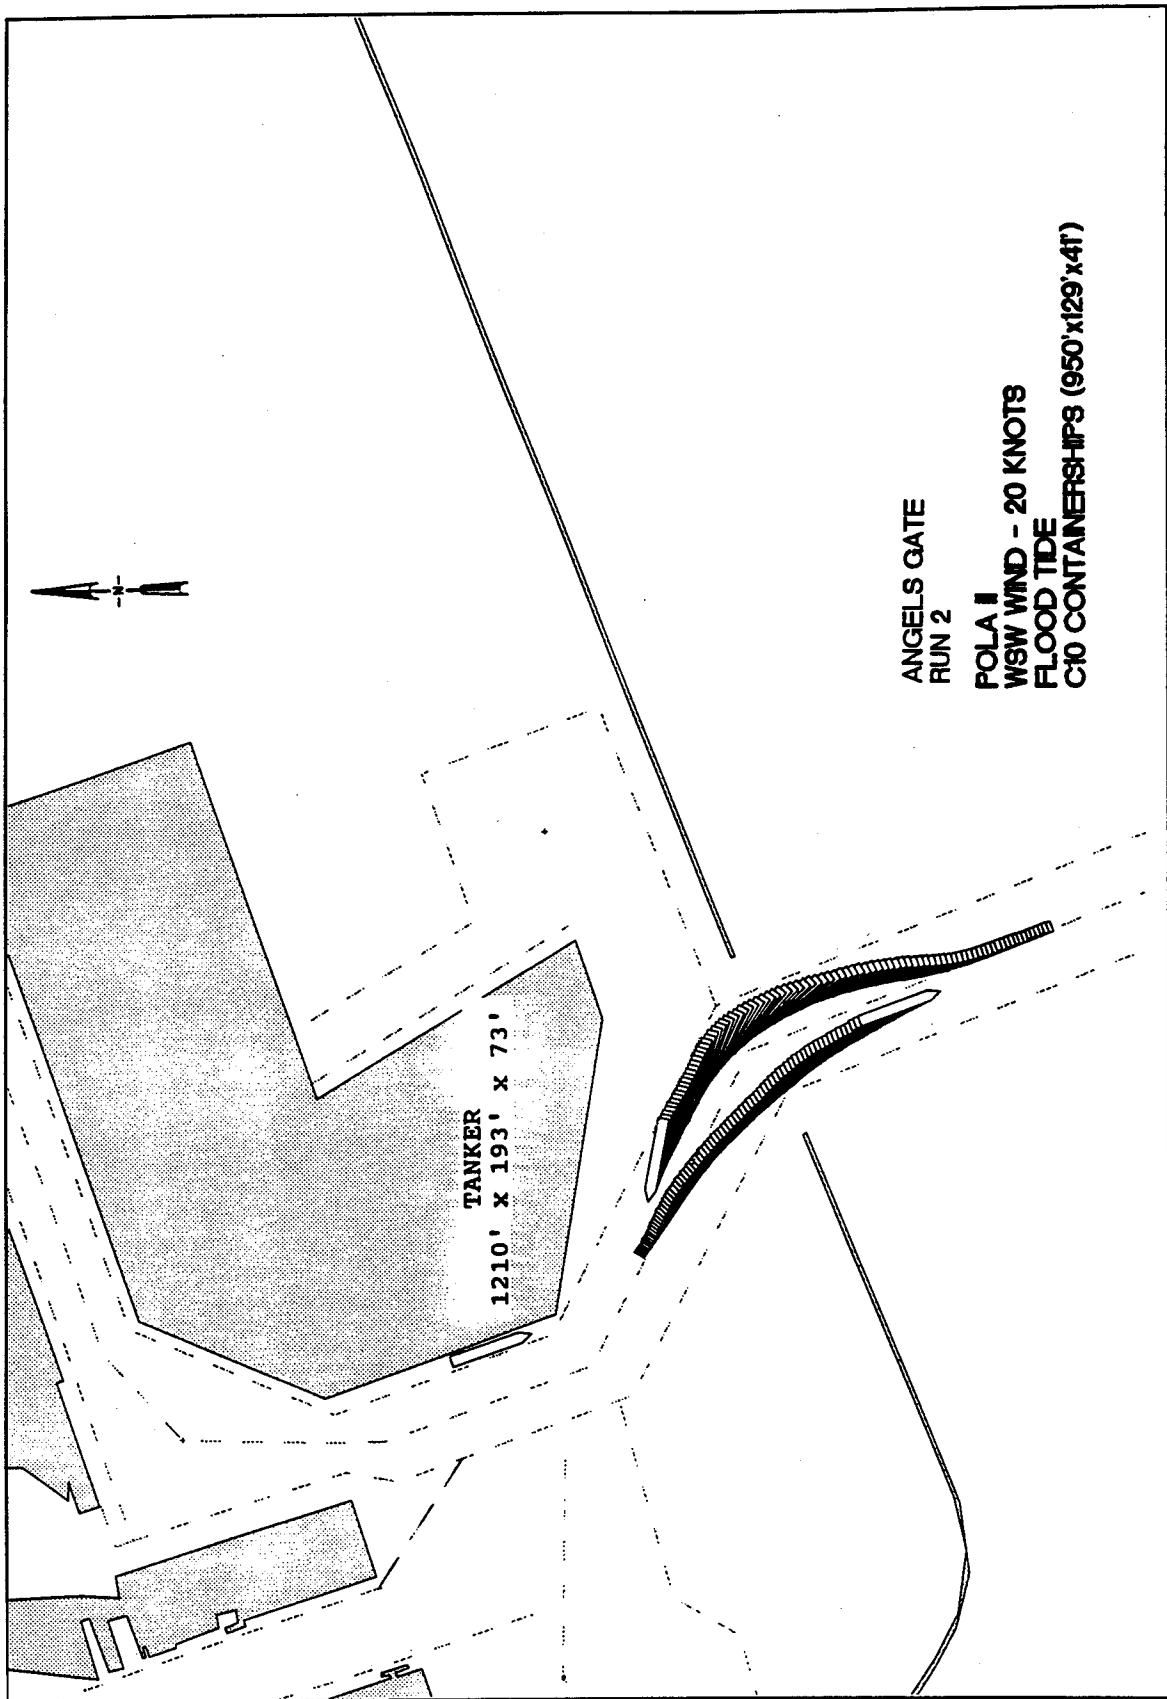 -N-
TANKER
1210' x 193' x 73'
ANGELS GATE
RUN 2
POLA II
WSW WIND - 20 KNOTS
FLOOD TIDE
C10 CONTAINERSHIPS (950'x129'x41')